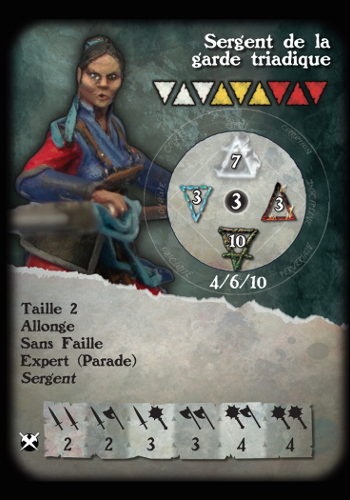 Sergent de la
garde triadique
7
3
3
3
10
4/6/10
Taille 2
Allonge
Sans Faille
Expert (Parade)
Sergent
2 2 3 3 4 4